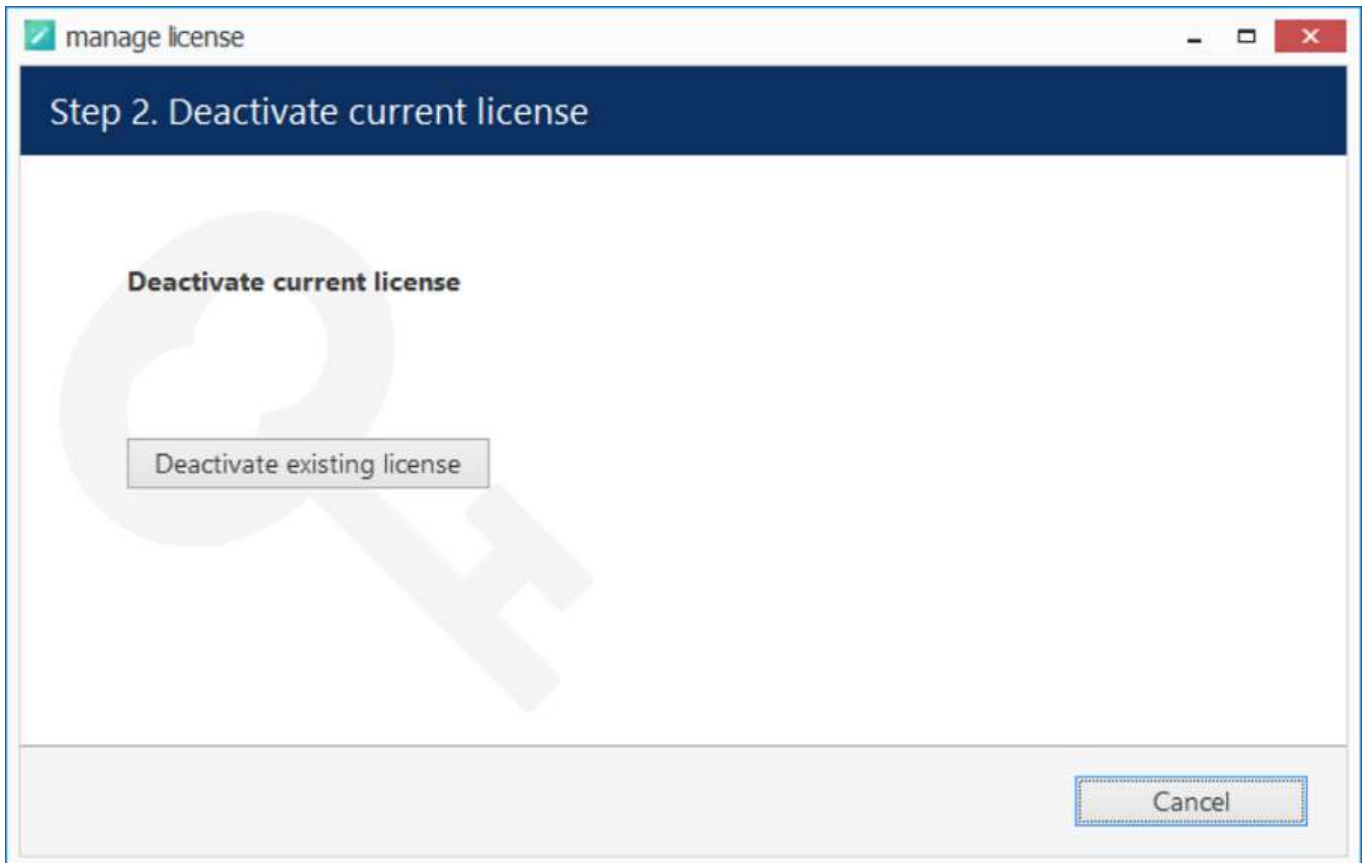 manage license
Step 2. Deactivate current license
Deactivate current license
Deactivate existing license
Cancel